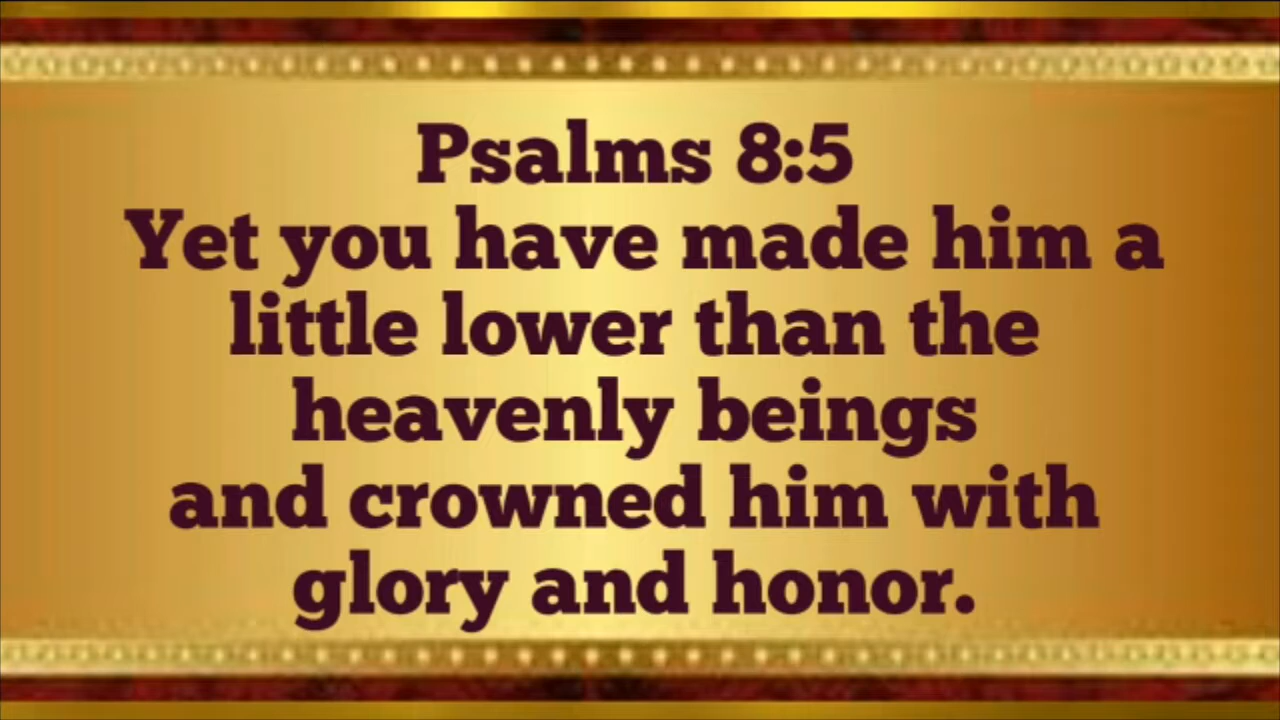 Psalms 8:5
Yet you have made him a
little lower than the
heavenly beings
and crowned him with
glory and honor.